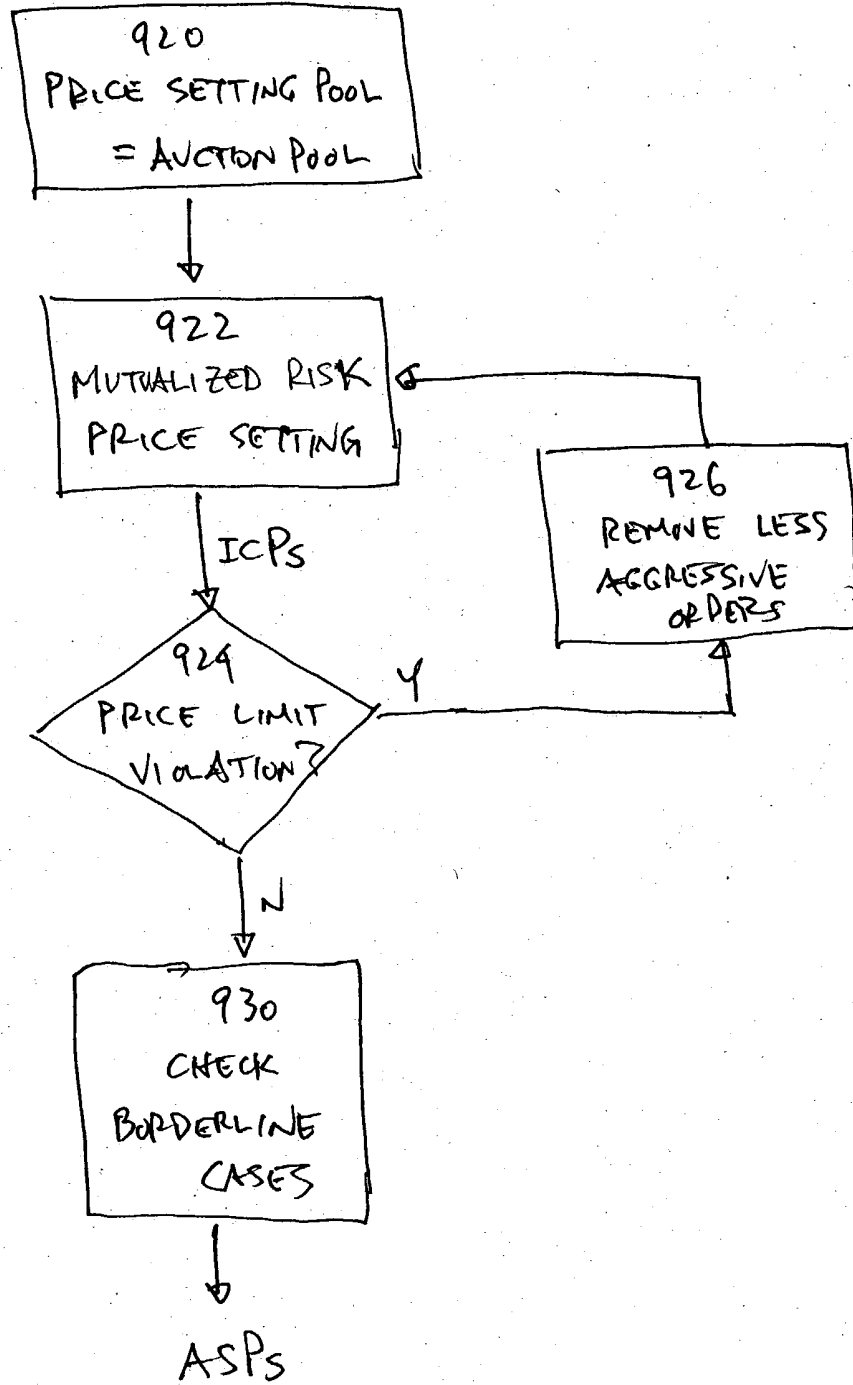 920
PRICE SETTING POOL
= AUCTION POOL
922
MUTUALIZED RISK
PRICE SETTING
ICPs
924
PRICE LIMIT
VIOLATION?
Y
926
REMOVE LESS
AGGRESSIVE
ORDERS
N
930
CHECK
BORDERLINE
CASES
ASPs